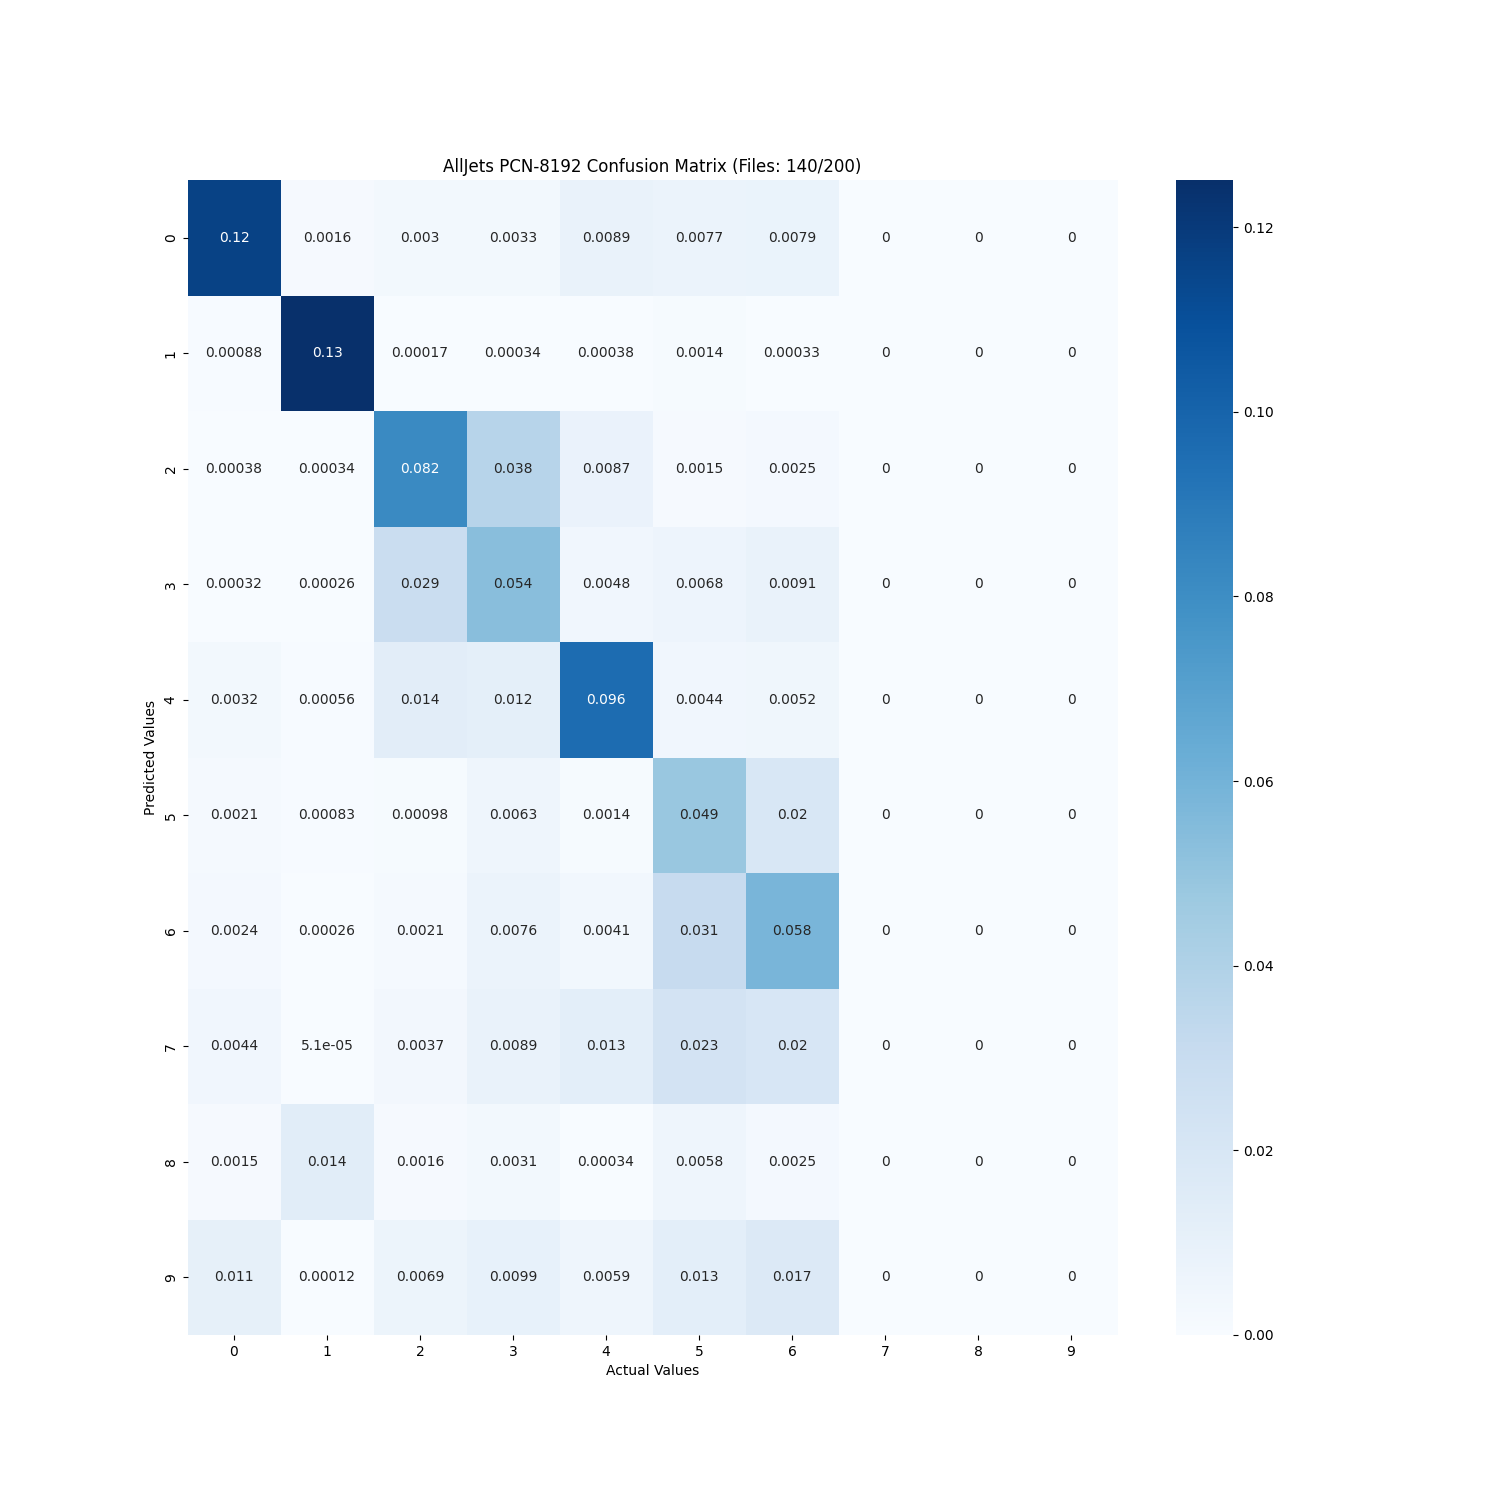 AllJets PCN-8192 Confusion Matrix (Files: 140/200)
0 0.12 0.0016 0.003 0.0033 0.0089 0.0077 0.0079 0 0 0
1 0.00088 0.13 0.00017 0.00034 0.00038 0.0014 0.00033 0 0 0
2 0.00038 0.00034 0.082 0.038 0.0087 0.0015 0.0025 0 0 0
3 0.00032 0.00026 0.029 0.054 0.0048 0.0068 0.0091 0 0 0
4 0.0032 0.00056 0.014 0.012 0.096 0.0044 0.0052 0 0 0
5 0.0021 0.00083 0.00098 0.0063 0.0014 0.049 0.02 0 0 0
6 0.0024 0.00026 0.0021 0.0076 0.0041 0.031 0.058 0 0 0
7 0.0044 5.1e-05 0.0037 0.0089 0.013 0.023 0.02 0 0 0
8 0.0015 0.014 0.0016 0.0031 0.00034 0.0058 0.0025 0 0 0
9 0.011 0.00012 0.0069 0.0099 0.0059 0.013 0.017 0 0 0
0 1 2 3 4 5 6 7 8 9
Actual Values
Predicted Values
0.12
0.10
0.08
0.06
0.04
0.02
0.00